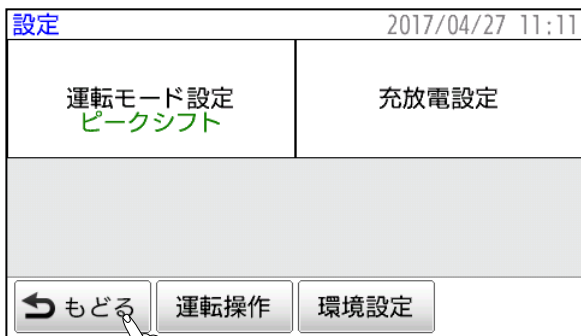 設定 2017/04/27 11:11
運転モード設定 充放電設定
ピークシフト
もどる 運転操作 環境設定